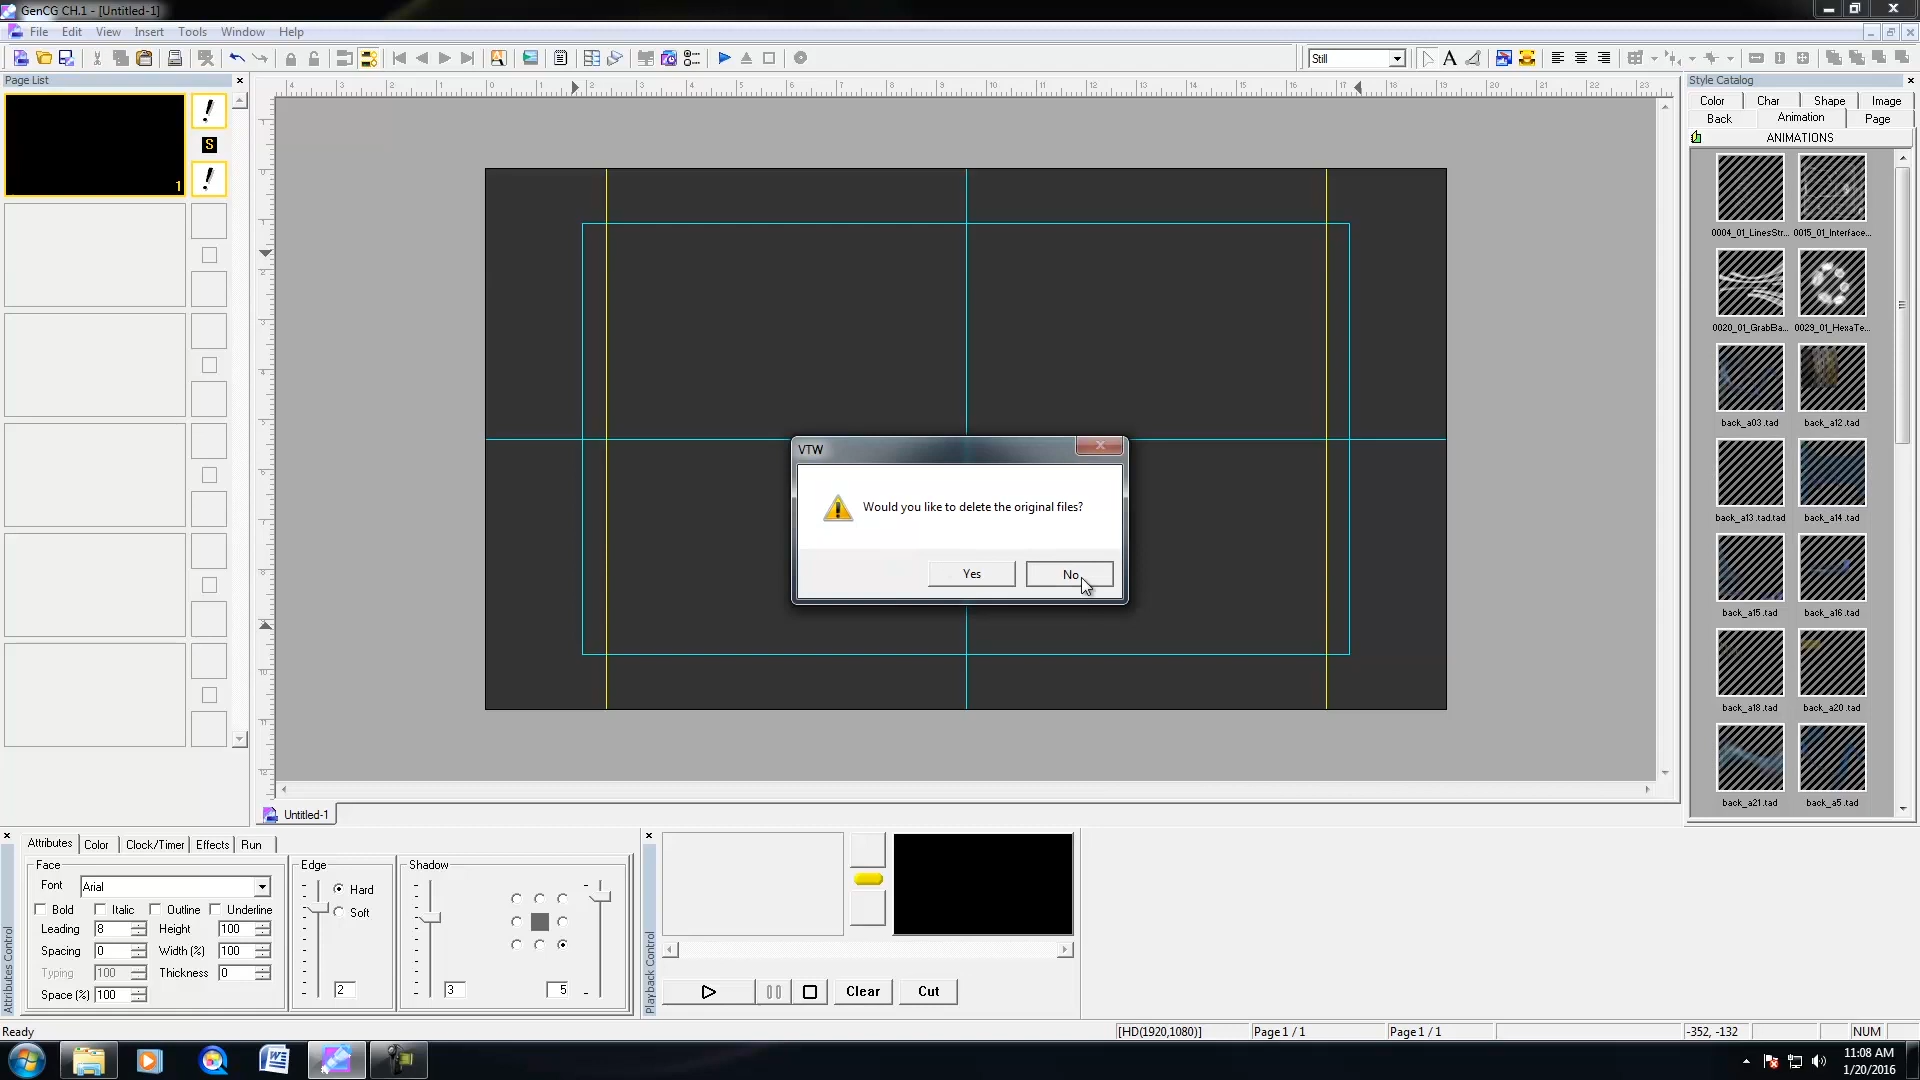 GenCG CH.1 - [Untitled-1]
File Edit View Insert Tools Window Help
Still
Page List
1
S
Style Catalog
Color Char Shape Image
Back Animation Page
ANIMATIONS
0004_01_LinesStr... 0015_01_Interface...
0020_01_GrabBa... 0029_01_HexaTe...
back_a03 .tad back_a12 .tad
back_a13 .tad.tad back_a14 .tad
back_a15 .tad back_a16 .tad
back_a18 .tad back_a20 .tad
back_a21 .tad back_a5 .tad
VTW
Would you like to delete the original files?
Yes No
Untitled-1
Attributes Color Clock/Timer Effects Run
Face
Font Arial
Bold Italic Outline Underline
Leading 8 Height 100
Spacing 0 Width (%) 100
Typing 100 Thickness 0
Space (%) 100
Edge
Hard
Soft
2
Shadow
3 5
Attributes Control
Playback Control
Clear Cut
Ready
[HD(1920,1080)] Page 1 / 1 Page 1 / 1 -352, -132 NUM
11:08 AM
1/20/2016